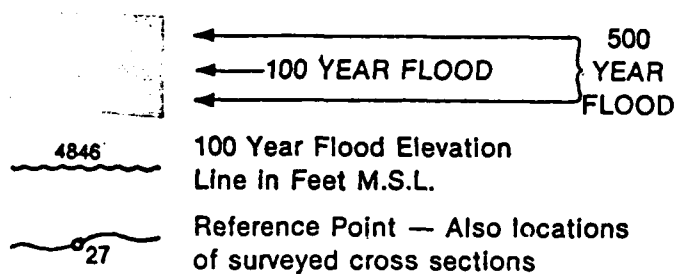 500
100 YEAR FLOOD YEAR
FLOOD
4846
100 Year Flood Elevation
Line in Feet M.S.L.
Reference Point — Also locations
27
of surveyed cross sections